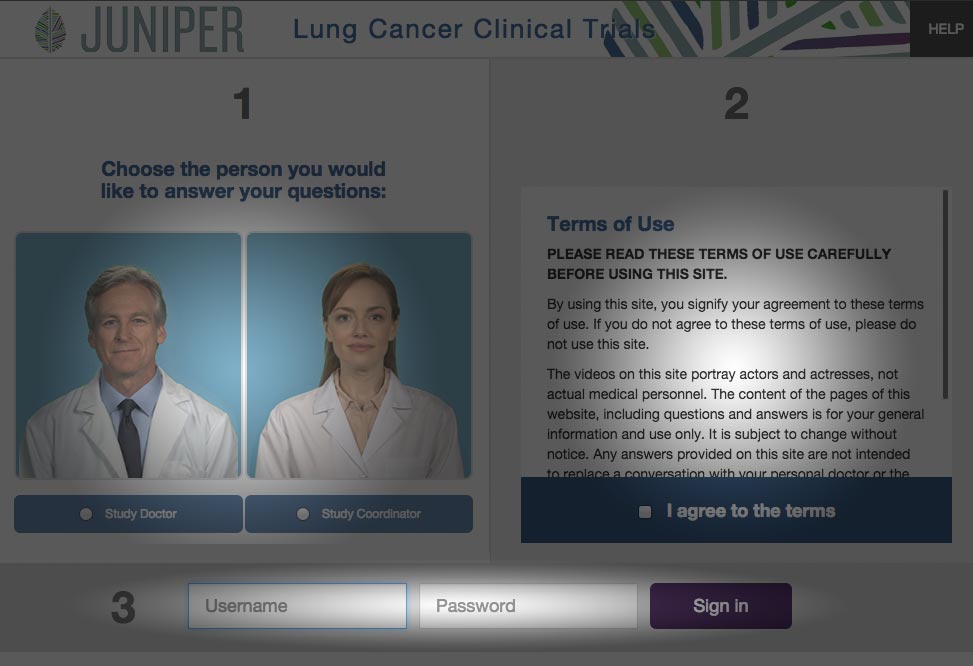 JUNIPER
Lung Cancer Clinical Trials
HELP
1
Choose the person you would
like to answer your questions:
Study Doctor
Study Coordinator
2
Terms of Use
PLEASE READ THESE TERMS OF USE CAREFULLY
BEFORE USING THIS SITE.
By using this site, you signify your agreement to these terms
of use. If you do not agree to these terms of use, please do
not use this site.
The videos on this site portray actors and actresses, not
actual medical personnel. The content of the pages of this
website, including questions and answers is for your general
information and use only. It is subject to change without
notice. Any answers provided on this site are not intended
to replace a conversation with your personal doctor or the
I agree to the terms
3
Username
Password
Sign in